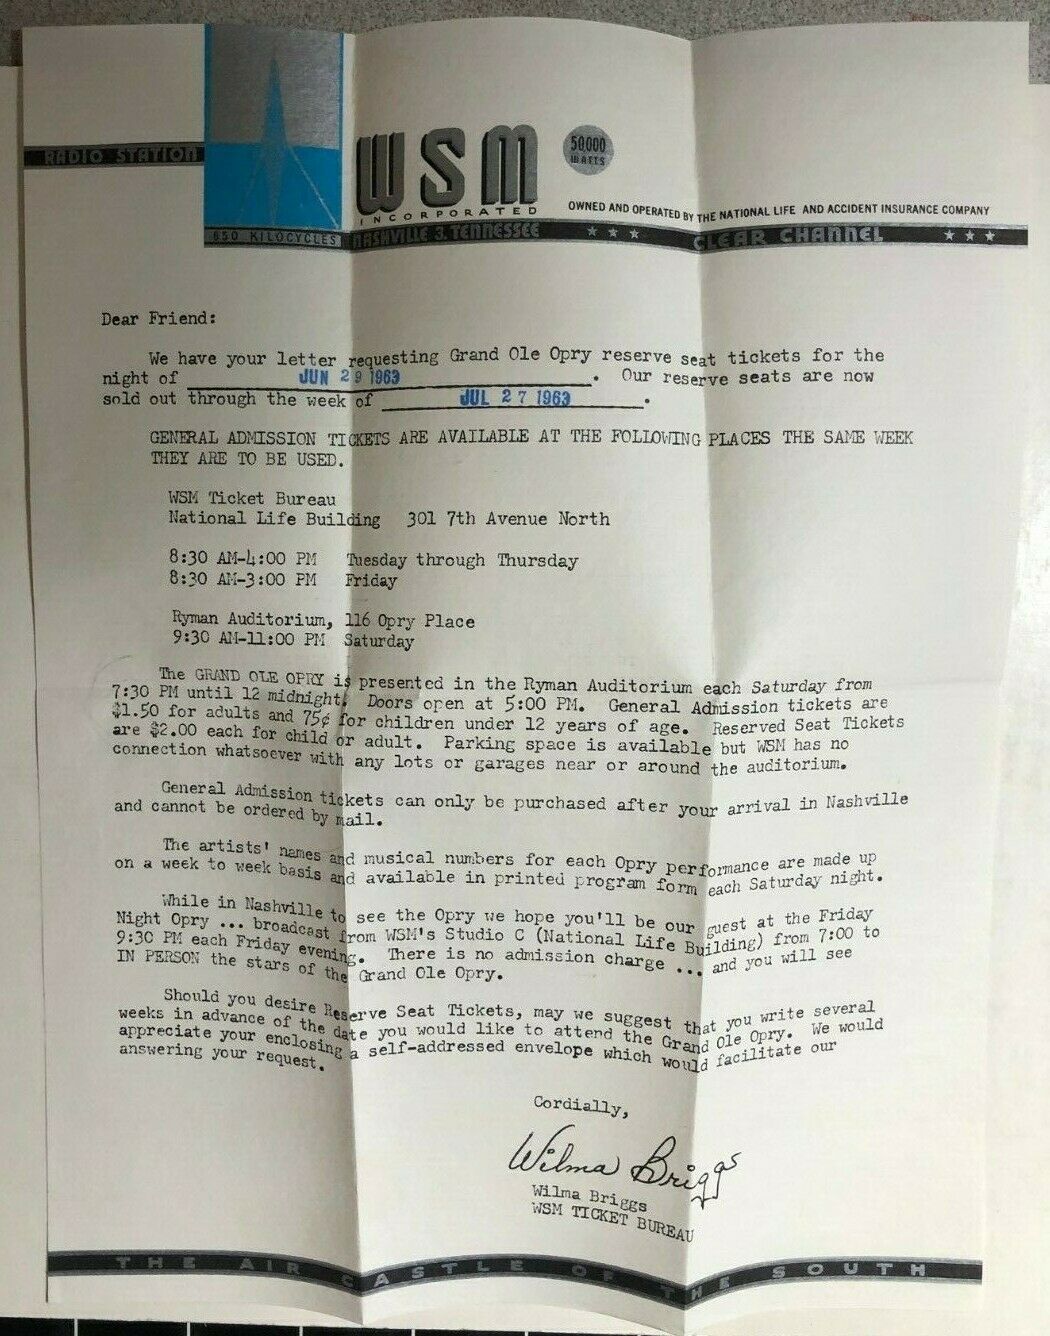 RADIO STATION
WSM
INCORPORATED
50,000
WATTS
OWNED AND OPERATED BY THE NATIONAL LIFE AND ACCIDENT INSURANCE COMPANY
650 KILOCYCLES NASHVILLE 3, TENNESSEE ★ ★ ★ CLEAR CHANNEL ★ ★ ★
Dear Friend:
We have your letter requesting Grand Ole Opry reserve seat tickets for the
night of JUN 29 1963. Our reserve seats are now
sold out through the week of JUL 27 1963.
GENERAL ADMISSION TICKETS ARE AVAILABLE AT THE FOLLOWING PLACES THE SAME WEEK
THEY ARE TO BE USED.
WSM Ticket Bureau
National Life Building 301 7th Avenue North
8:30 AM-4:00 PM Tuesday through Thursday
8:30 AM-3:00 PM Friday
Ryman Auditorium, 116 Opry Place
9:30 AM-11:00 PM Saturday
The GRAND OLE OPRY is presented in the Ryman Auditorium each Saturday from
7:30 PM until 12 midnight. Doors open at 5:00 PM. General Admission tickets are
$1.50 for adults and 75¢ for children under 12 years of age. Reserved Seat Tickets
are $2.00 each for child or adult. Parking space is available but WSM has no
connection whatsoever with any lots or garages near or around the auditorium.
General Admission tickets can only be purchased after your arrival in Nashville
and cannot be ordered by mail.
The artists' names and musical numbers for each Opry performance are made up
on a week to week basis and available in printed program form each Saturday night.
While in Nashville to see the Opry we hope you'll be our guest at the Friday
Night Opry ... broadcast from WSM's Studio C (National Life Building) from 7:00 to
9:30 PM each Friday evening. There is no admission charge ... and you will see
IN PERSON the stars of the Grand Ole Opry.
Should you desire Reserve Seat Tickets, may we suggest that you write several
weeks in advance of the date you would like to attend the Grand Ole Opry. We would
appreciate your enclosing a self-addressed envelope which would facilitate our
answering your request.
Cordially,
Wilma Briggs
Wilma Briggs
WSM TICKET BUREAU
THE AIR CASTLE OF THE SOUTH